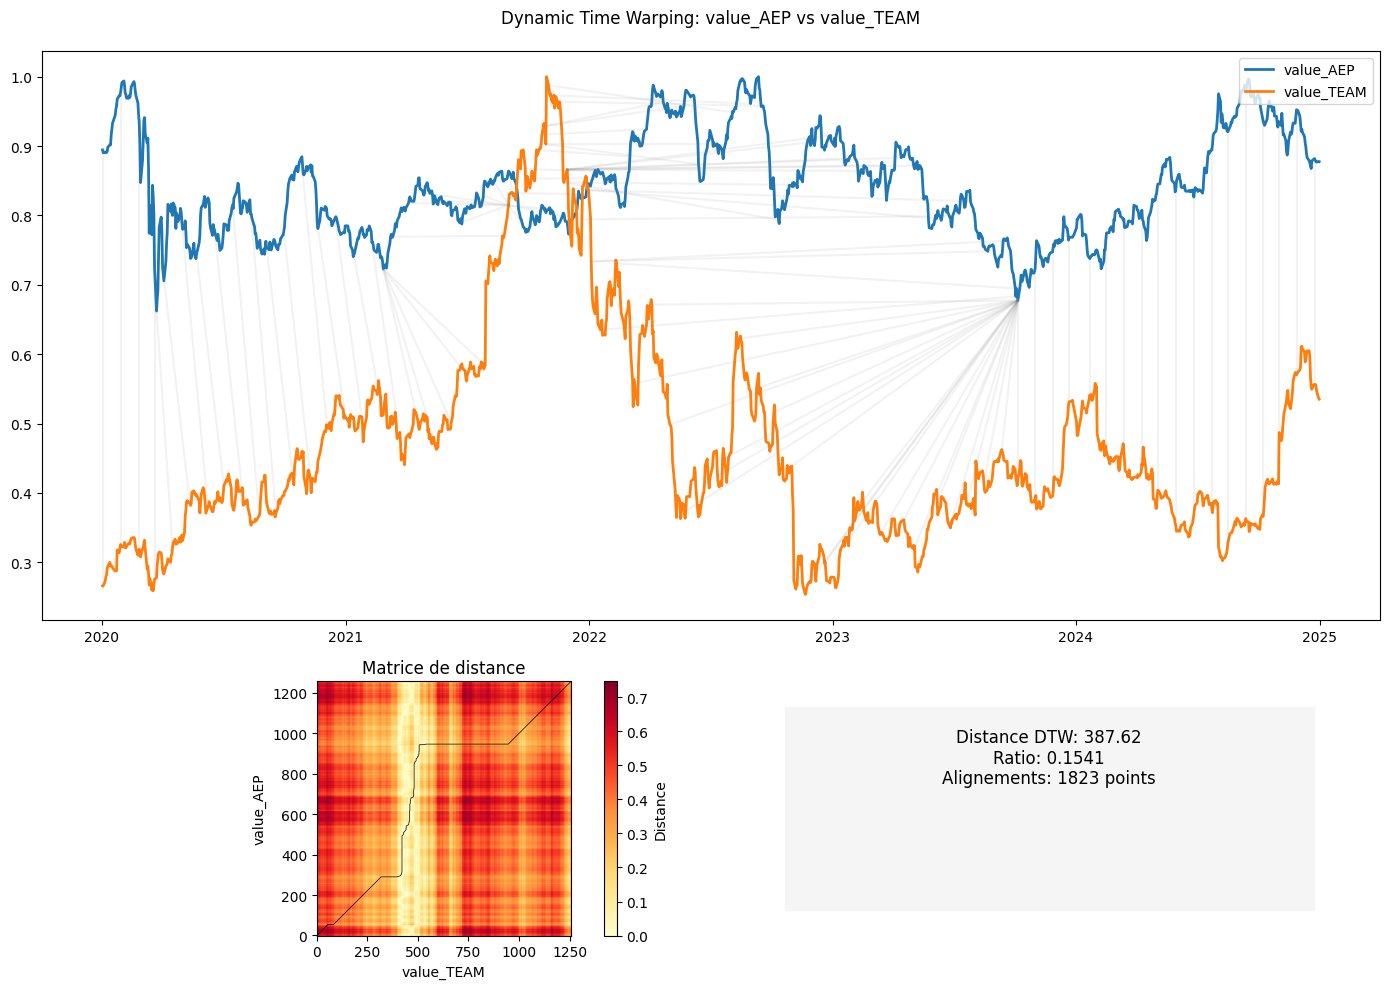 Dynamic Time Warping: value_AEP vs value_TEAM
1.0
0.9
0.8
0.7
0.6
0.5
0.4
0.3
value_AEP
value_TEAM
2020 2021 2022 2023 2024 2025
Matrice de distance
1200
1000
800
600
400
200
0
value_AEP
0 250 500 750 1000 1250
value_TEAM
0.7
0.6
0.5
0.4
0.3
0.2
0.1
0.0
Distance
Distance DTW: 387.62
Ratio: 0.1541
Alignements: 1823 points